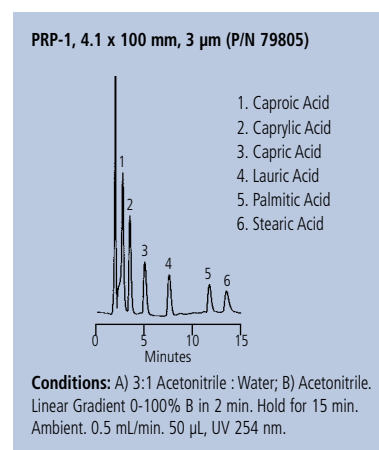 PRP-1, 4.1 x 100 mm, 3 µm (P/N 79805)
1. Caproic Acid
2. Caprylic Acid
3. Capric Acid
4. Lauric Acid
5. Palmitic Acid
6. Stearic Acid
1
2
3
4
5
6
0 5 10 15
Minutes
Conditions: A) 3:1 Acetonitrile : Water; B) Acetonitrile.
Linear Gradient 0-100% B in 2 min. Hold for 15 min.
Ambient. 0.5 mL/min. 50 µL, UV 254 nm.